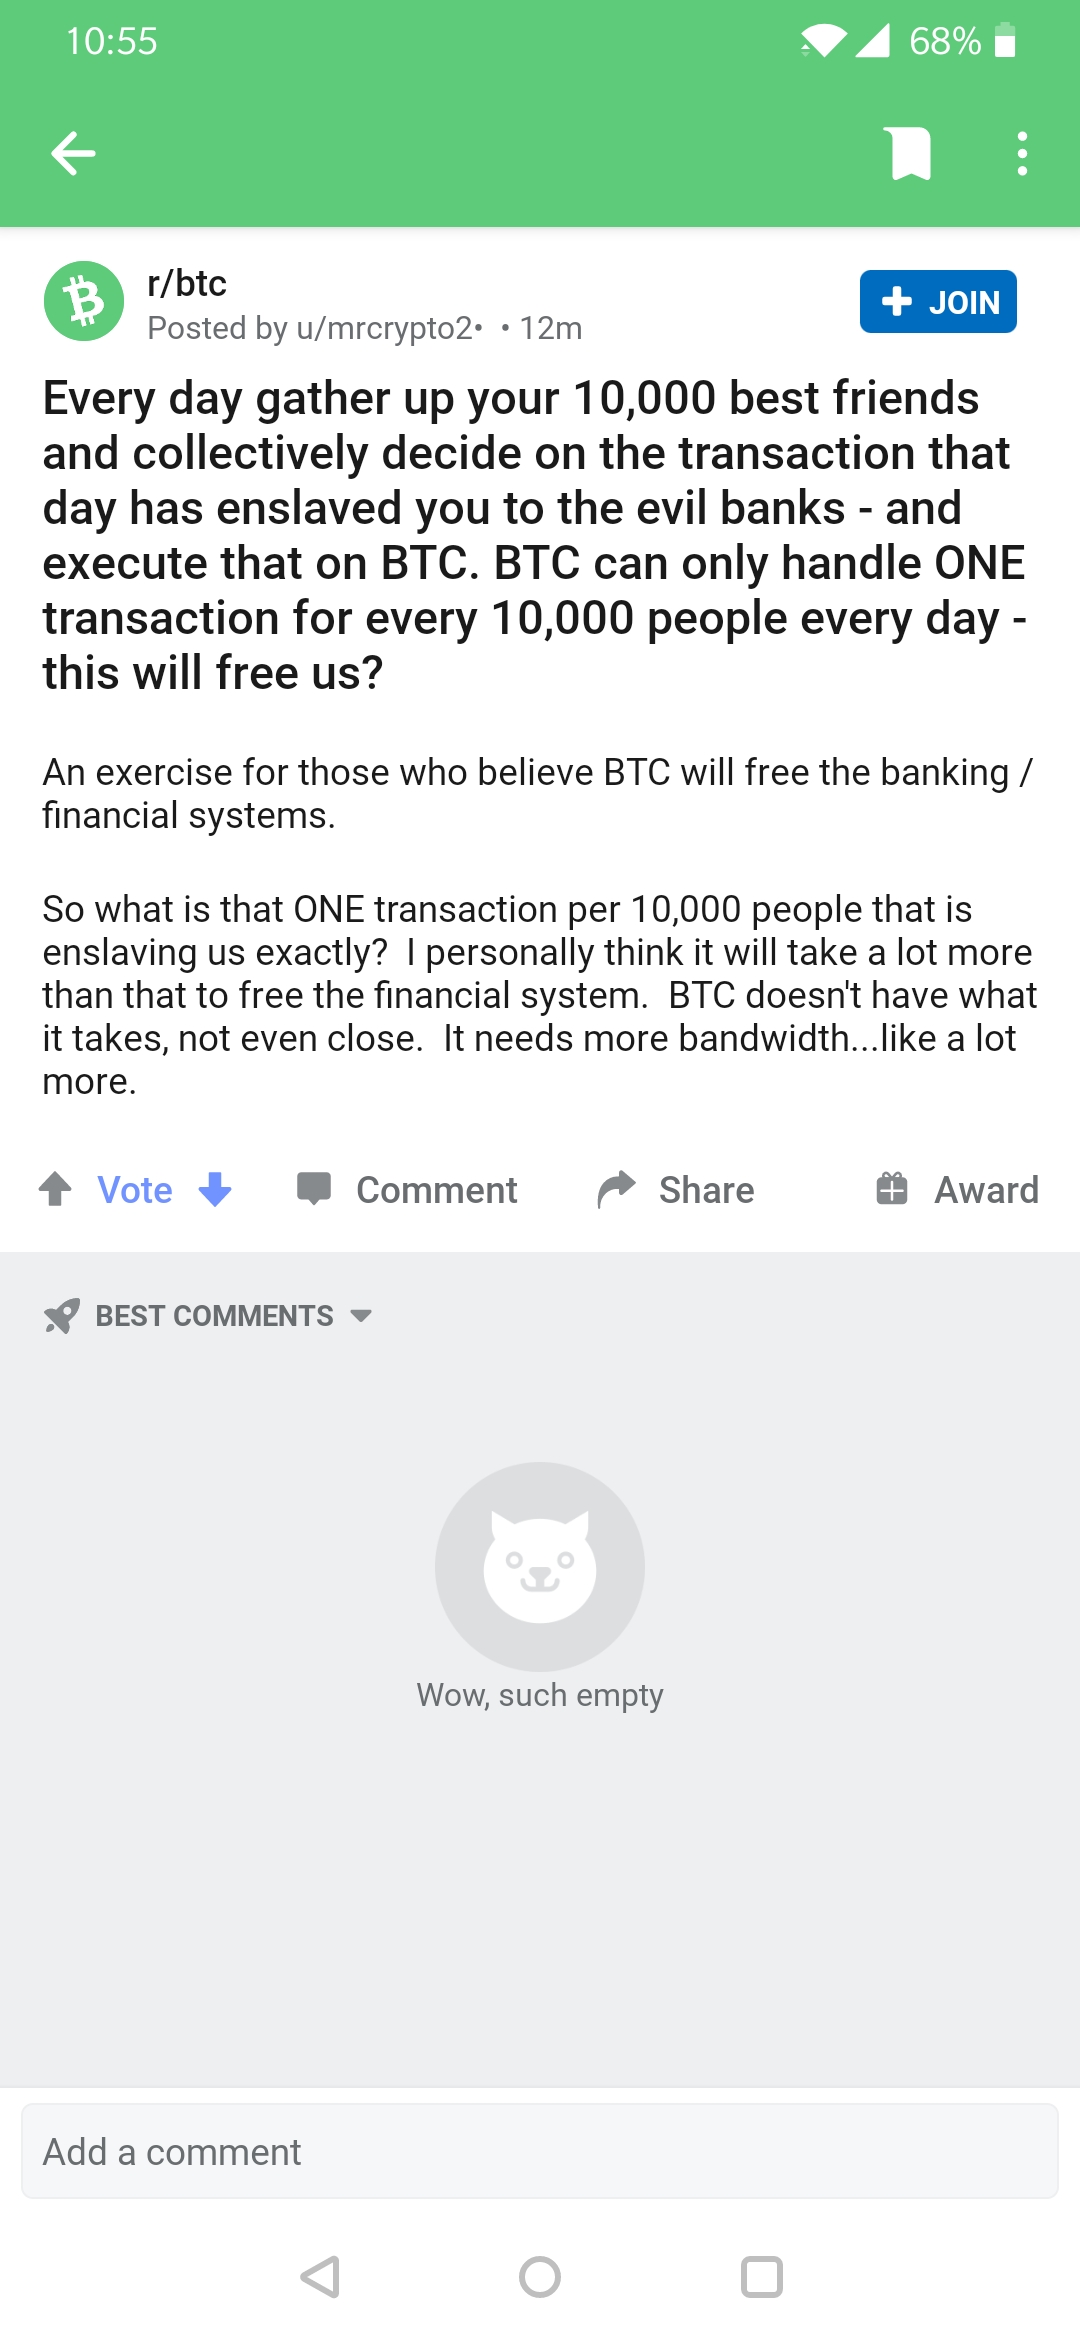 10:55
68%
r/btc
JOIN
Posted by u/mrcrypto2• • 12m
Every day gather up your 10,000 best friends
and collectively decide on the transaction that
day has enslaved you to the evil banks - and
execute that on BTC. BTC can only handle ONE
transaction for every 10,000 people every day -
this will free us?
An exercise for those who believe BTC will free the banking /
financial systems.
So what is that ONE transaction per 10,000 people that is
enslaving us exactly?  I personally think it will take a lot more
than that to free the financial system.  BTC doesn't have what
it takes, not even close.  It needs more bandwidth...like a lot
more.
Vote Comment Share Award
BEST COMMENTS
Wow, such empty
Add a comment